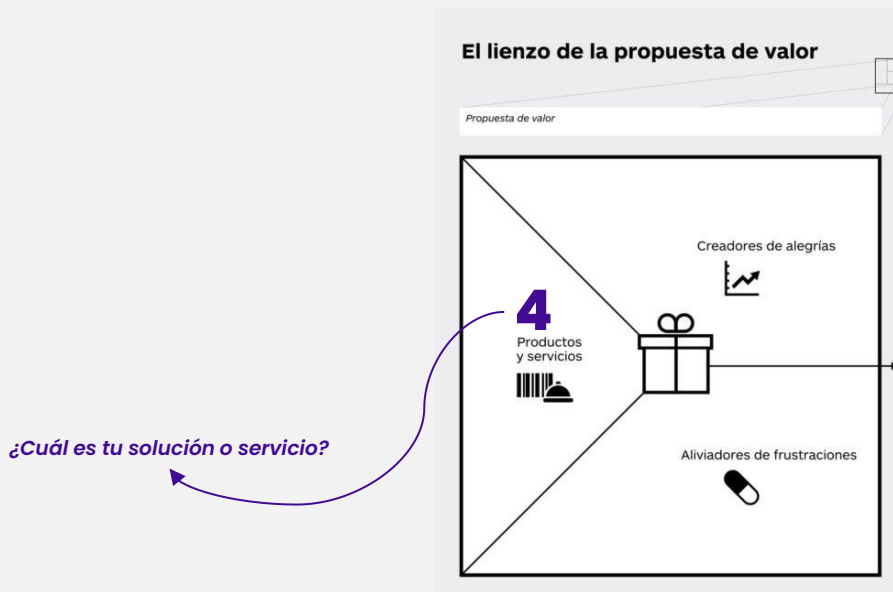 El lienzo de la propuesta de valor
Propuesta de valor
Creadores de alegrías
4
Productos
y servicios
¿Cuál es tu solución o servicio?
Aliviadores de frustraciones